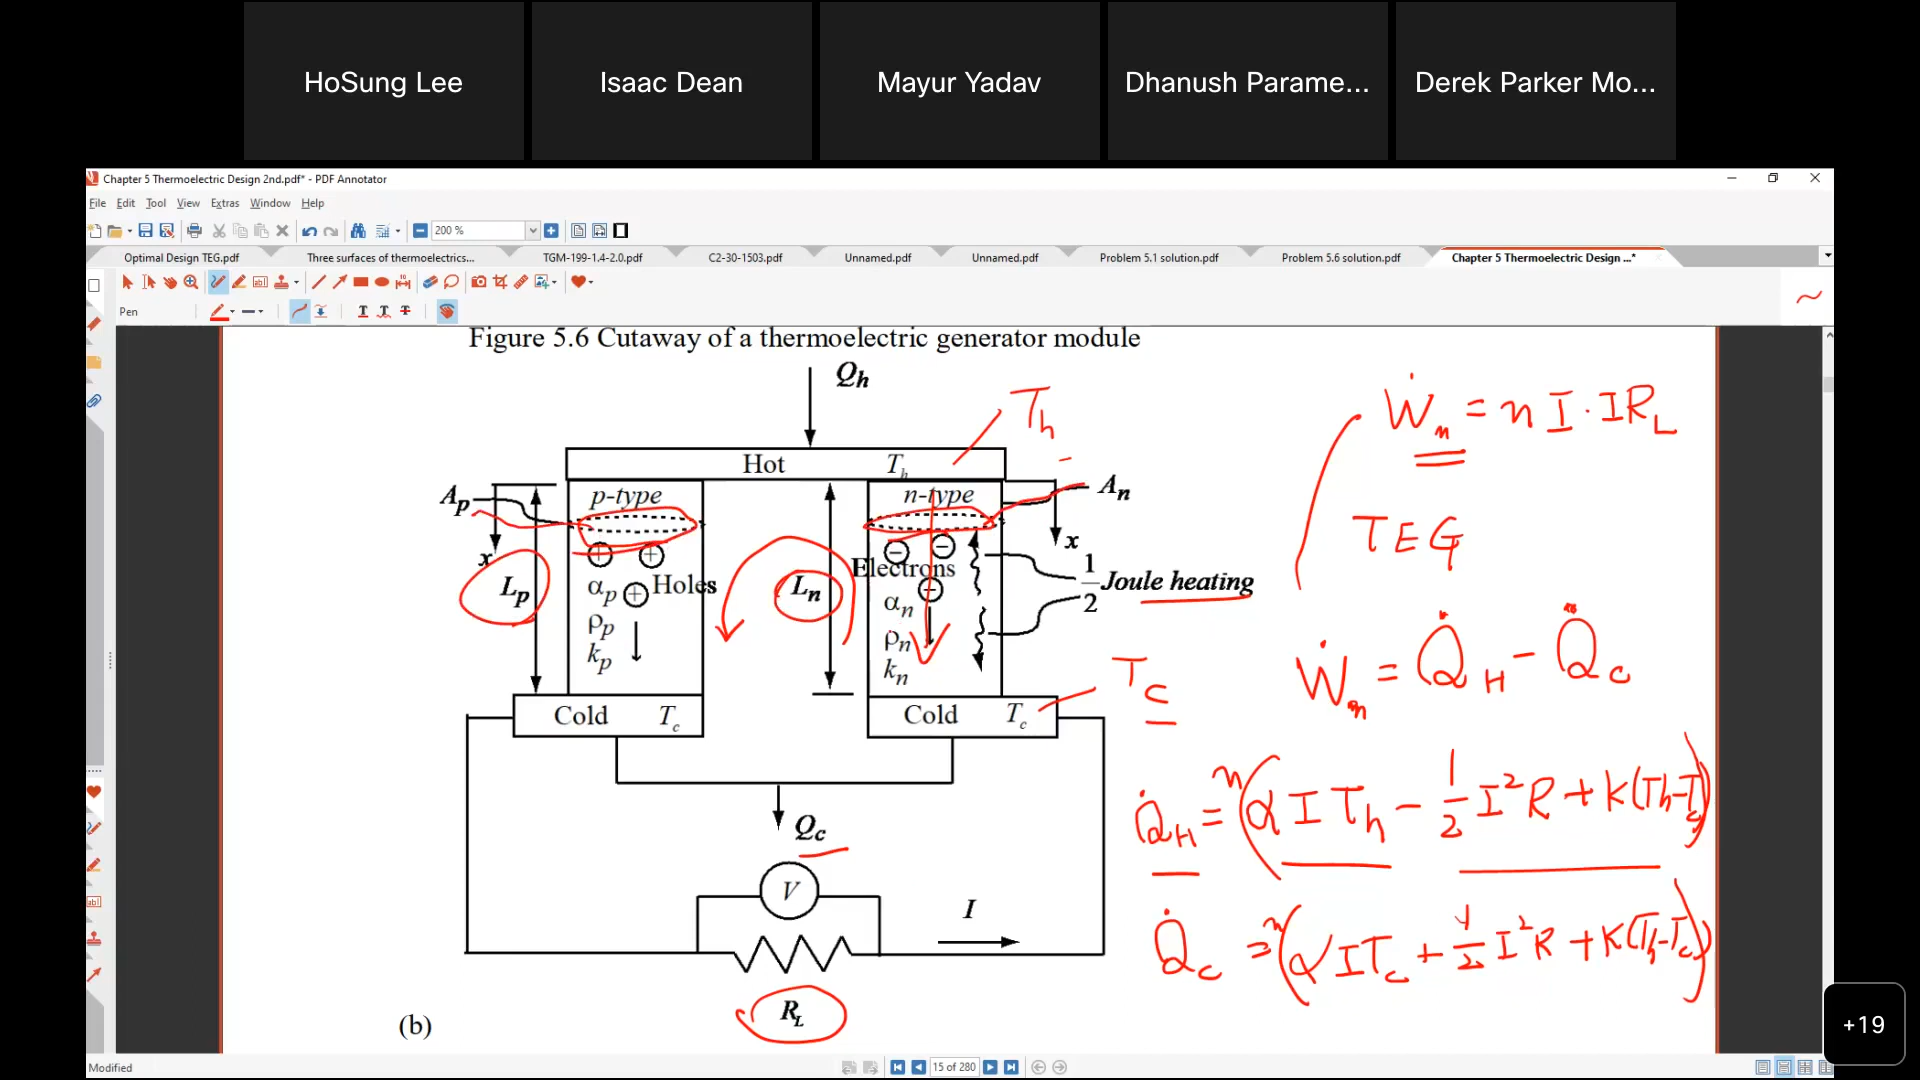 HoSung Lee
Isaac Dean
Mayur Yadav
Dhanush Parame...
Derek Parker Mo...
Chapter 5 Thermoelectric Design 2nd.pdf* - PDF Annotator
File Edit Tool View Extras Window Help
200 %
Optimal Design TEG.pdf
Three surfaces of thermoelectrics...
TGM-199-1.4-2.0.pdf
C2-30-1503.pdf
Unnamed.pdf
Unnamed.pdf
Problem 5.1 solution.pdf
Problem 5.6 solution.pdf
Chapter 5 Thermoelectric Design ...*
Pen
Figure 5.6 Cutaway of a thermoelectric generator module
Qh
Th
Ẇn = n I · IRL
Hot Th
Ap p-type n-type An
x x
TEG
Electrons
Lp αp Holes Ln αn 1/2 Joule heating
ρp ρn
kp kn
Tc
Ẇn = Q̇H - Q̇c
Cold Tc Cold Tc
Q̇H = n(αITh - 1/2 I²R + K(Th-Tc))
Qc
V
I
Q̇c = n(αITc + 1/2 I²R + K(Th-Tc))
RL
(b)
+19
Modified
15 of 280